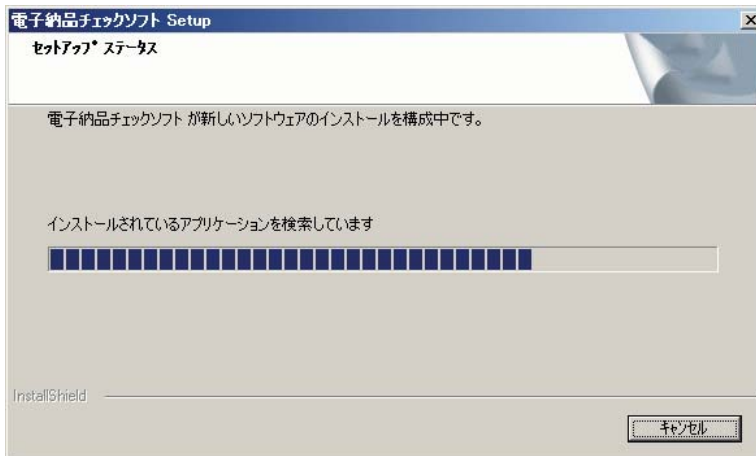 電子納品チェックソフト Setup
セットアップ ステータス
電子納品チェックソフト が新しいソフトウェアのインストールを構成中です。
インストールされているアプリケーションを検索しています
InstallShield
キャンセル